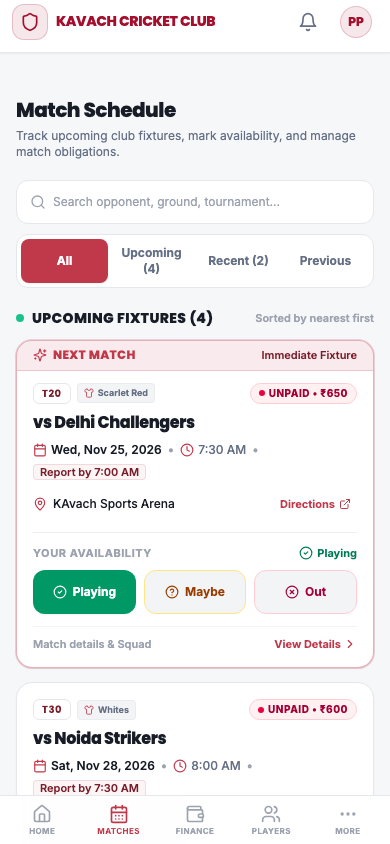 KAVACH CRICKET CLUB
PP
Match Schedule
Track upcoming club fixtures, mark availability, and manage
match obligations.
Search opponent, ground, tournament...
All
Upcoming
(4)
Recent (2)
Previous
UPCOMING FIXTURES (4)
Sorted by nearest first
NEXT MATCH
Immediate Fixture
T20
Scarlet Red
UNPAID • ₹650
vs Delhi Challengers
Wed, Nov 25, 2026 • 7:30 AM •
Report by 7:00 AM
KAvach Sports Arena
Directions
YOUR AVAILABILITY
Playing
Playing
Maybe
Out
Match details & Squad
View Details
T30
Whites
UNPAID • ₹600
vs Noida Strikers
Sat, Nov 28, 2026 • 8:00 AM •
Report by 7:30 AM
HOME
MATCHES
FINANCE
PLAYERS
MORE